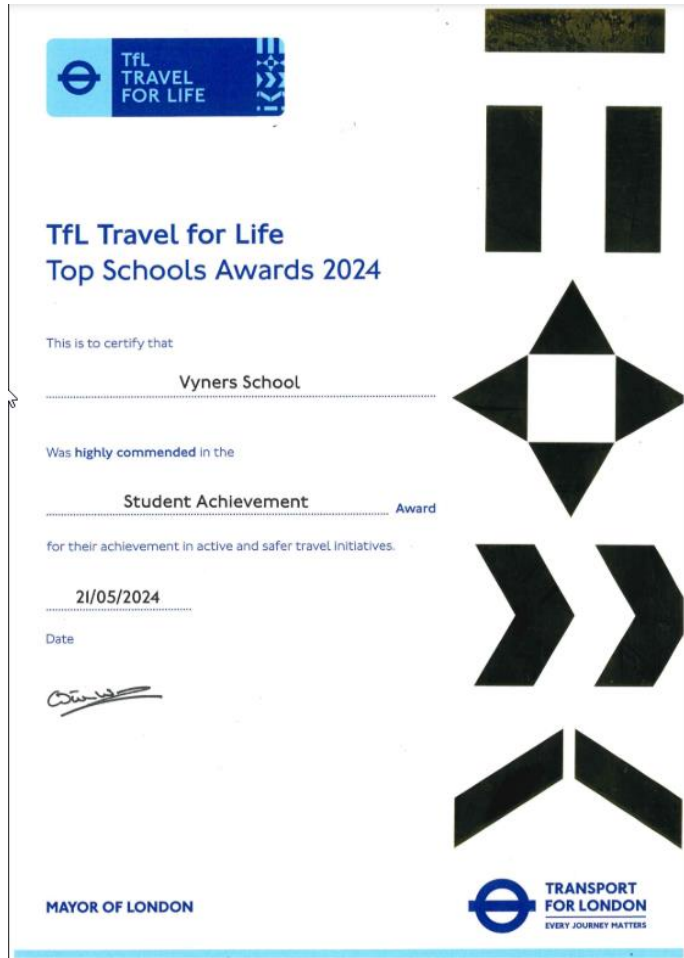 TfL
TRAVEL
FOR LIFE
TfL Travel for Life
Top Schools Awards 2024
This is to certify that
Vyners School
Was highly commended in the
Student Achievement
Award
for their achievement in active and safer travel initiatives.
21/05/2024
Date
MAYOR OF LONDON
TRANSPORT
FOR LONDON
EVERY JOURNEY MATTERS